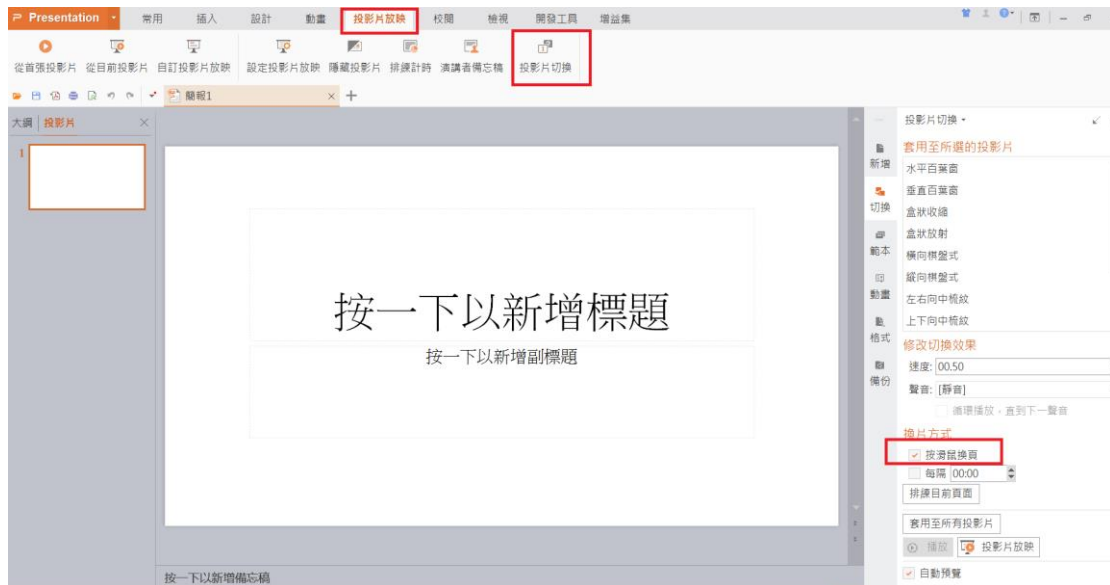 Presentation 常用 插入 設計 動畫 投影片放映 校閱 檢視 開發工具 增益集
從首張投影片 從目前投影片 自訂投影片放映 設定投影片放映 隱藏投影片 排練計時 演講者備忘稿 投影片切換
簡報1
大綱 投影片
1
按一下以新增標題
按一下以新增副標題
按一下以新增備忘稿
新增
切換
範本
動畫
格式
備份
投影片切換
套用至所選的投影片
水平百葉窗
垂直百葉窗
盒狀收縮
盒狀放射
橫向棋盤式
縱向棋盤式
左右向中梳紋
上下向中梳紋
修改切換效果
速度: 00.50
聲音: [靜音]
循環播放，直到下一聲音
換片方式
按滑鼠換頁
每隔 00:00
排練目前頁面
套用至所有投影片
播放 投影片放映
自動預覽